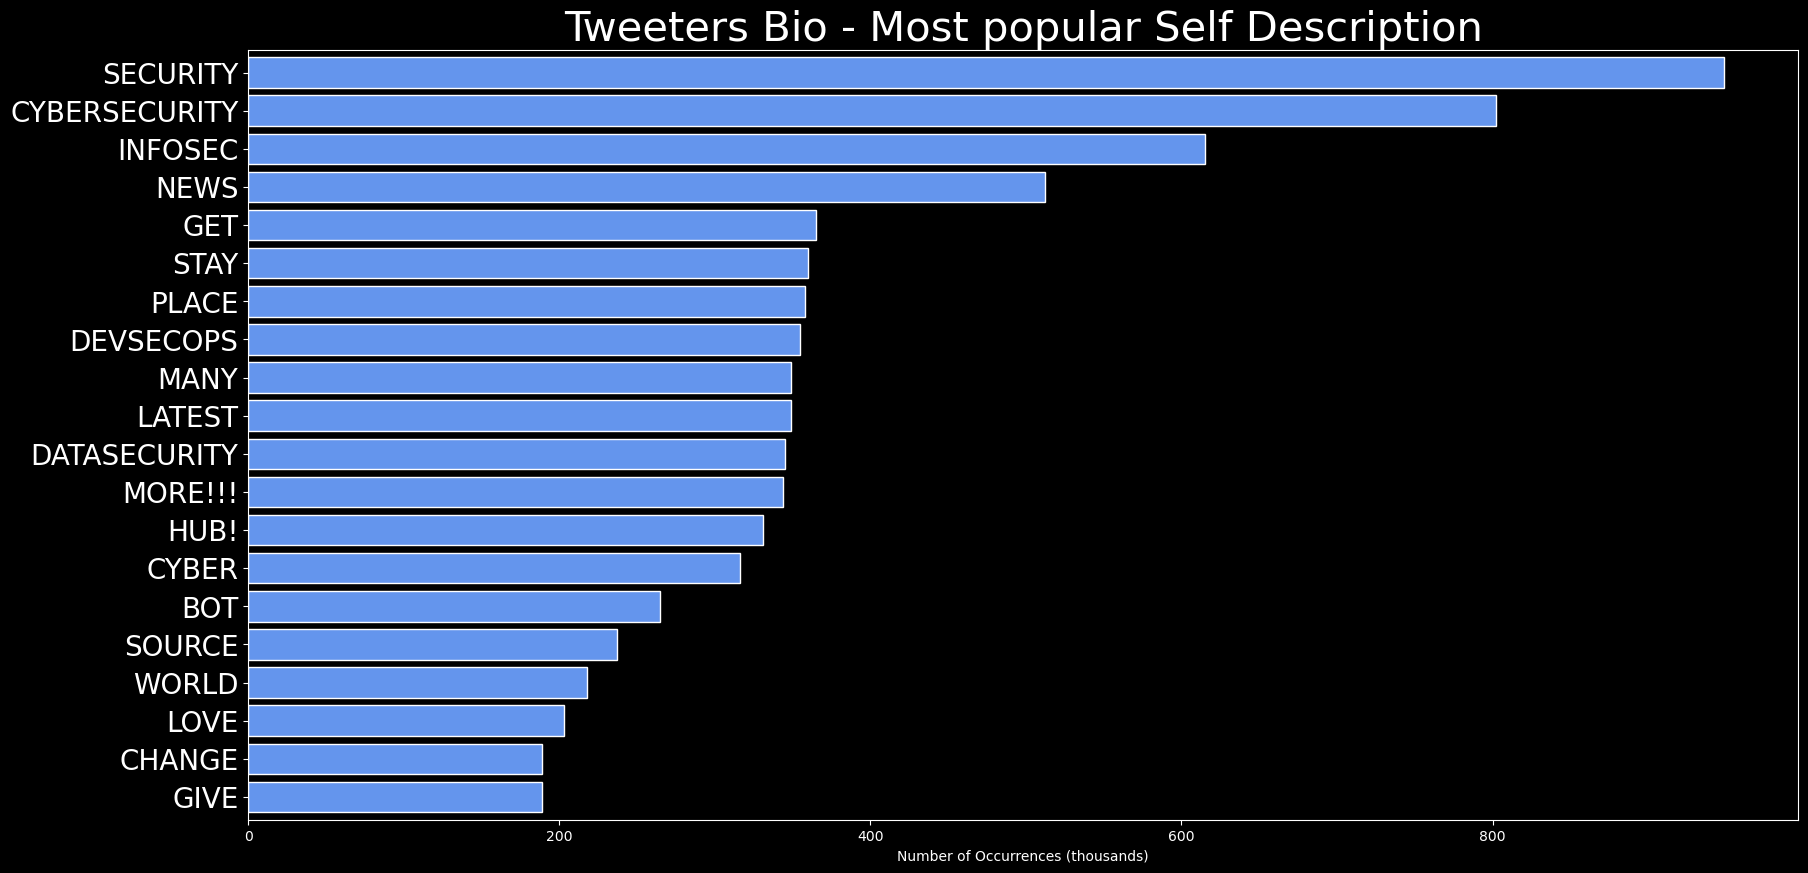 Tweeters Bio - Most popular Self Description
SECURITY
CYBERSECURITY
INFOSEC
NEWS
GET
STAY
PLACE
DEVSECOPS
MANY
LATEST
DATASECURITY
MORE!!!
HUB!
CYBER
BOT
SOURCE
WORLD
LOVE
CHANGE
GIVE
0 200 400 600 800
Number of Occurrences (thousands)